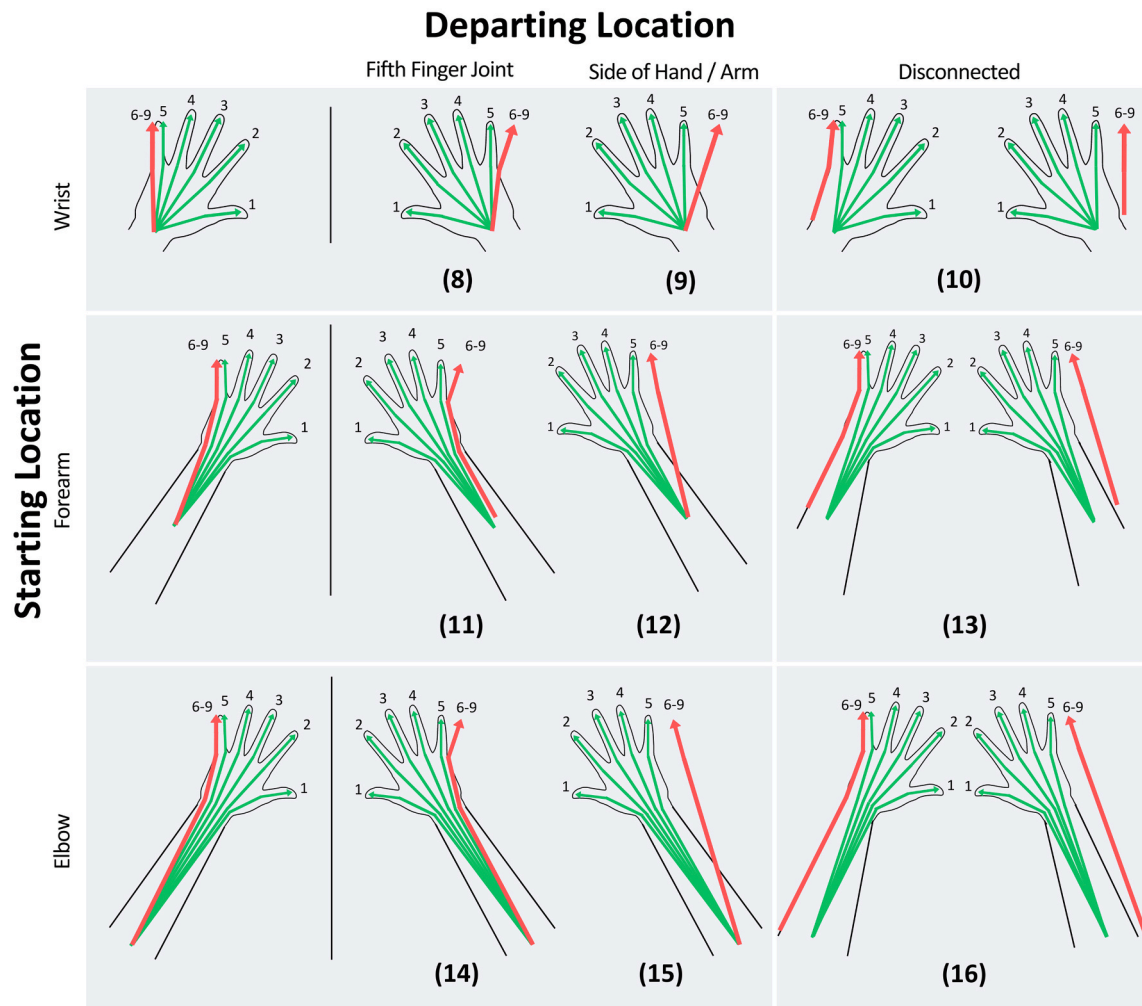 Departing Location
Fifth Finger Joint
Side of Hand / Arm
Disconnected
Starting Location
Wrist
6-9 5 4 3 2 1
1 2 3 4 5 6-9
1 2 3 4 5 6-9
6-9 5 4 3 2 1
1 2 3 4 5 6-9
(8)
(9)
(10)
Forearm
6-9 5 4 3 2 1
1 2 3 4 5 6-9
1 2 3 4 5 6-9
6-9 5 4 3 2 1
1 2 3 4 5 6-9
(11)
(12)
(13)
Elbow
6-9 5 4 3 2 1
1 2 3 4 5 6-9
1 2 3 4 5 6-9
6-9 5 4 3 2 1
1 2 3 4 5 6-9
(14)
(15)
(16)